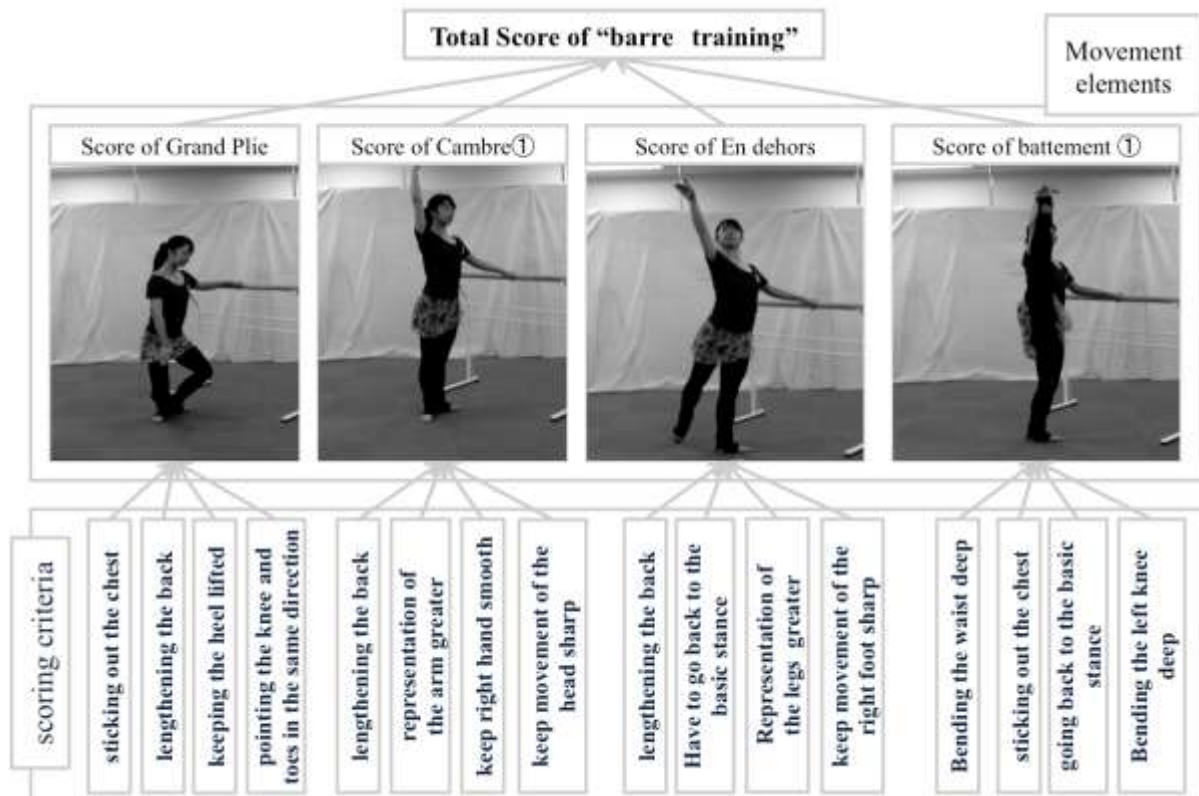 Total Score of “barre training”
Movement
elements
Score of Grand Plie
Score of Cambre①
Score of En dehors
Score of battement ①
scoring criteria
sticking out the chest
lengthening the back
keeping the heel lifted
pointing the knee and
toes in the same direction
lengthening the back
representation of
the arm greater
keep right hand smooth
keep movement of the
head sharp
lengthening the back
Have to go back to the
basic stance
Representation of
the legs greater
keep movement of the
right foot sharp
Bending the waist deep
sticking out the chest
going back to the basic
stance
Bending the left knee
deep